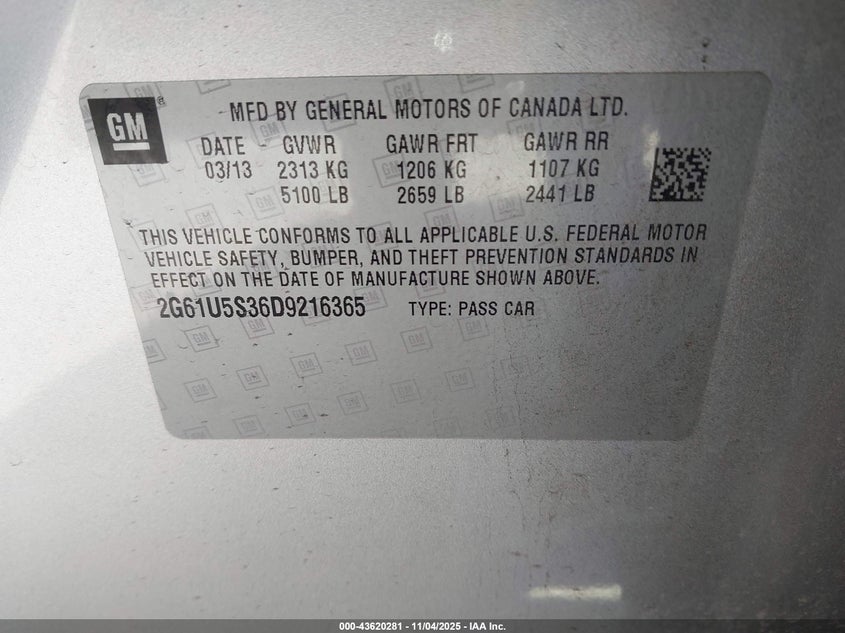 GM
MFD BY GENERAL MOTORS OF CANADA LTD.
DATE GVWR GAWR FRT GAWR RR
03/13 2313 KG 1206 KG 1107 KG
5100 LB 2659 LB 2441 LB
THIS VEHICLE CONFORMS TO ALL APPLICABLE U.S. FEDERAL MOTOR
VEHICLE SAFETY, BUMPER, AND THEFT PREVENTION STANDARDS IN
EFFECT ON THE DATE OF MANUFACTURE SHOWN ABOVE.
2G61U5S36D9216365 TYPE: PASS CAR
000-43620281 - 11/04/2025 - IAA Inc.